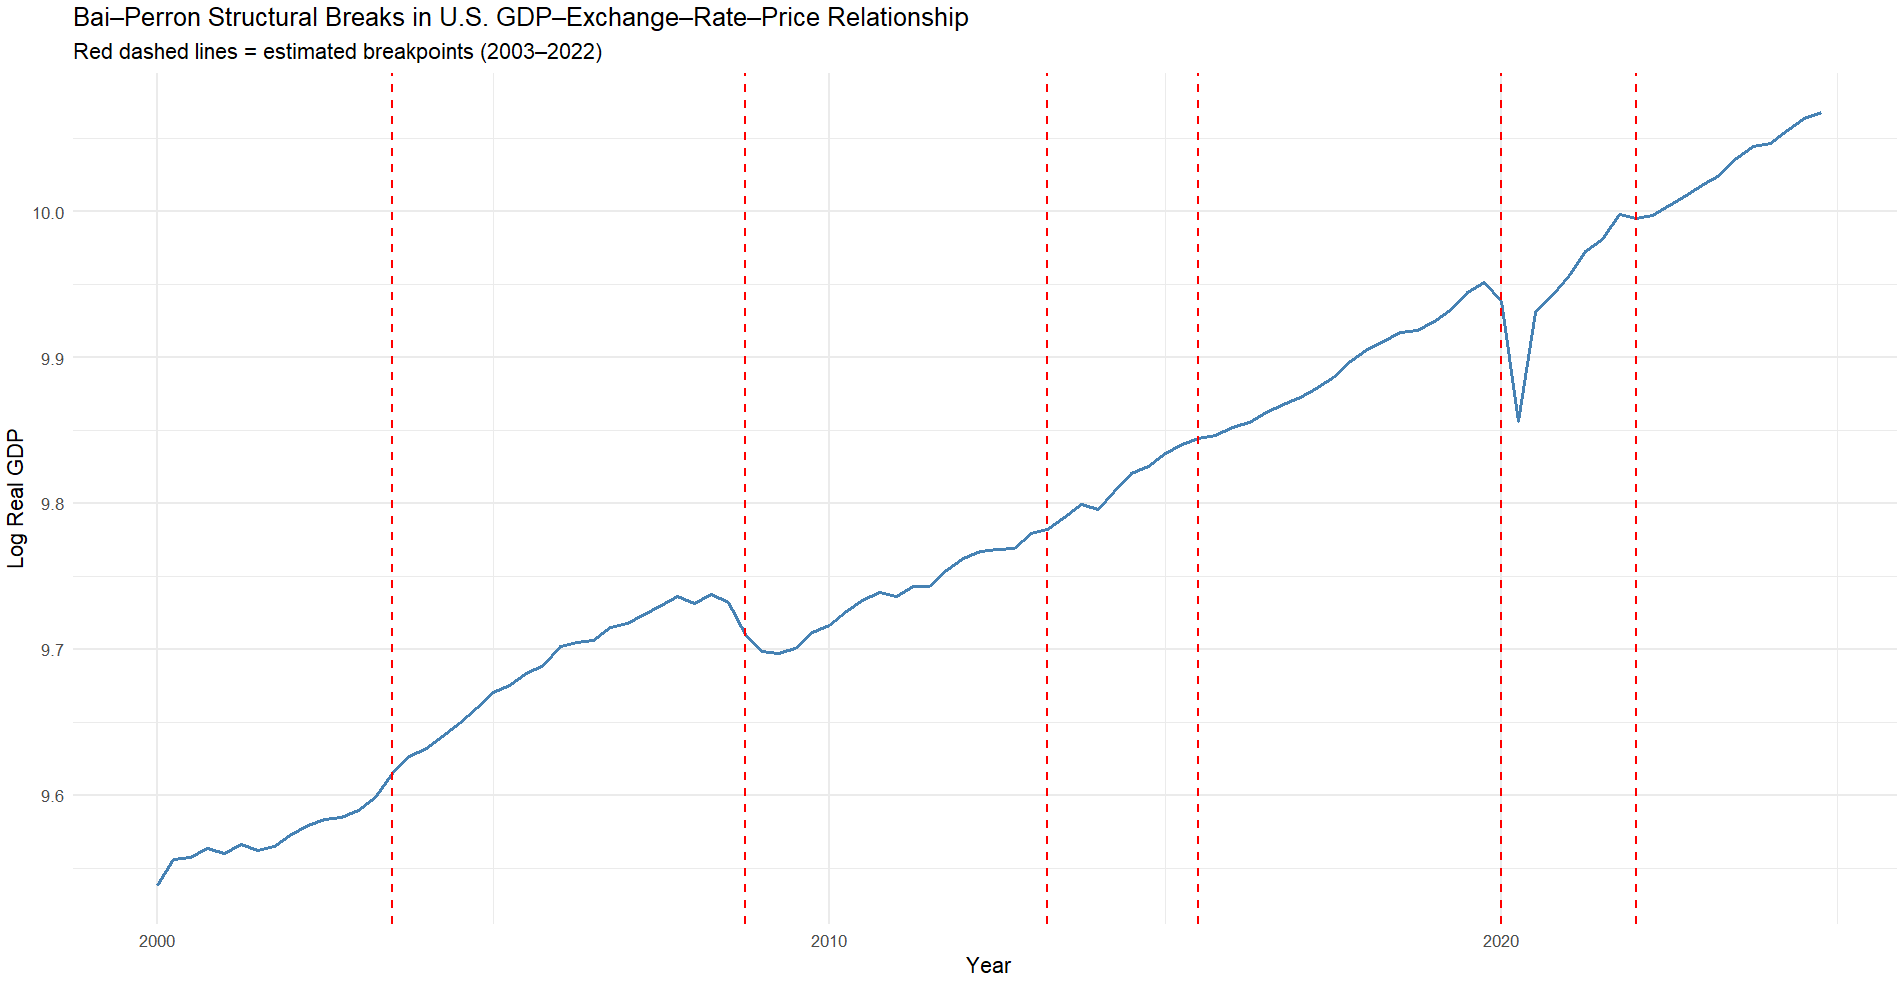 Bai–Perron Structural Breaks in U.S. GDP–Exchange–Rate–Price Relationship
Red dashed lines = estimated breakpoints (2003–2022)
Log Real GDP
10.0
9.9
9.8
9.7
9.6
2000
2010
2020
Year